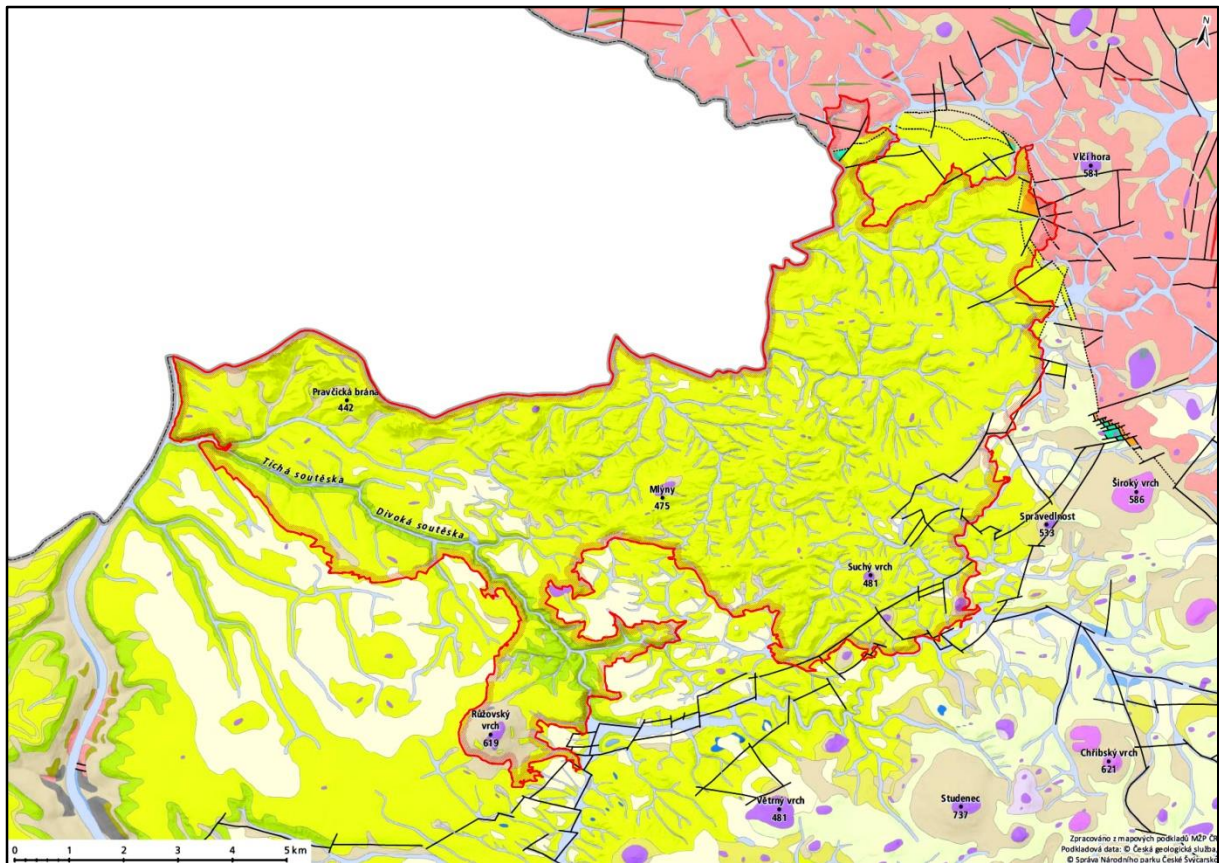 N
Vlčí hora
581
Pravčická brána
442
Tichá soutěska
Mlýny
475
Široký vrch
586
Divoká soutěska
Spravedlnost
533
Suchý vrch
481
Růžovský
vrch
619
Chřibský vrch
621
Větrný vrch
481
Studenec
737
0 1 2 3 4 5 km
Zpracováno z mapových podkladů MŽP ČR
Podkladová data: © Česká geologická služba,
© Správa Národního parku České Švýcarsko